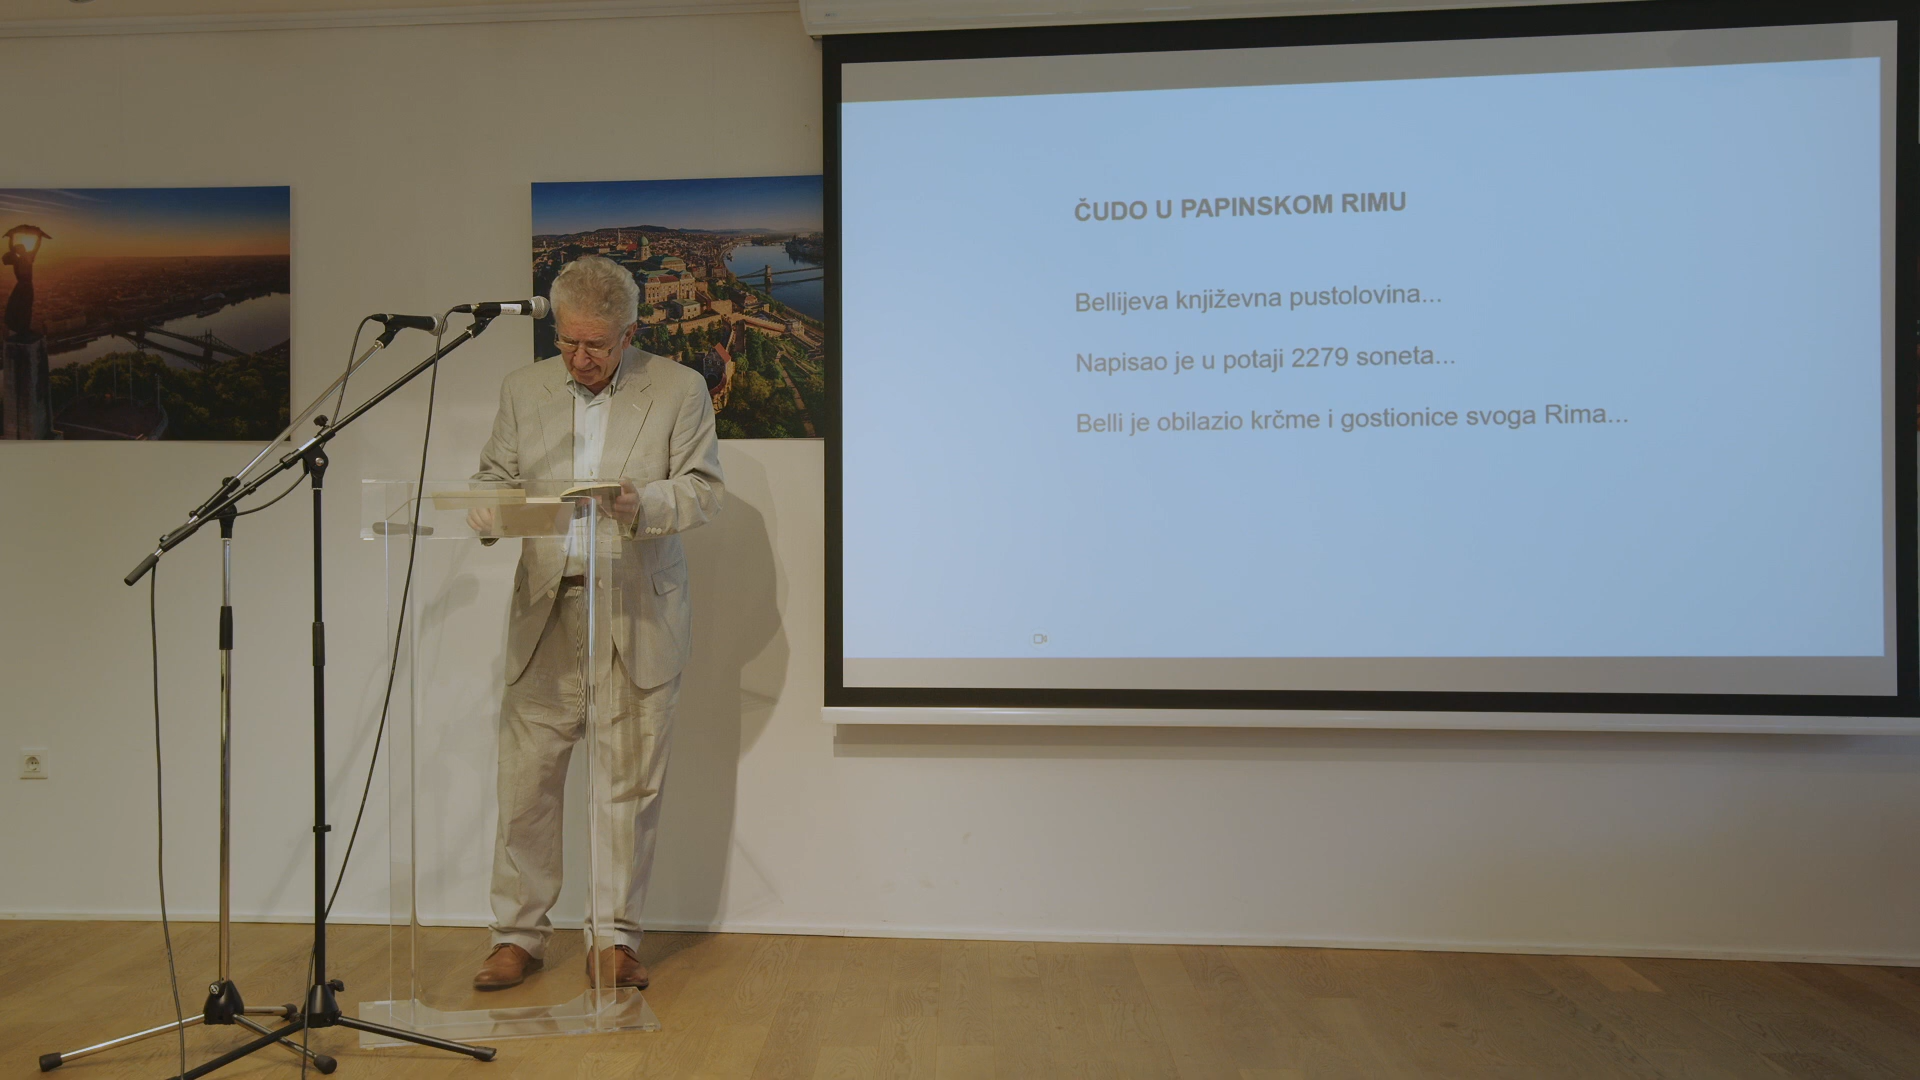 ČUDO U PAPINSKOM RIMU
Bellijeva književna pustolovina...
Napisao je u potaji 2279 soneta...
Belli je obilazio krčme i gostionice svoga Rima...